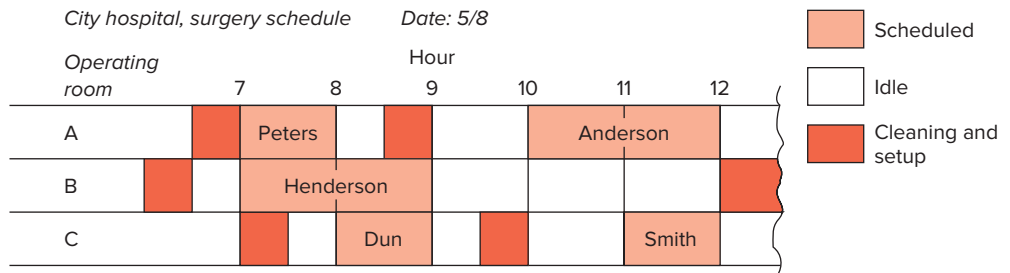 City hospital, surgery schedule Date: 5/8
Operating
room
Hour
7 8 9 10 11 12
A Peters Anderson
B Henderson
C Dun Smith
Scheduled
Idle
Cleaning and
setup